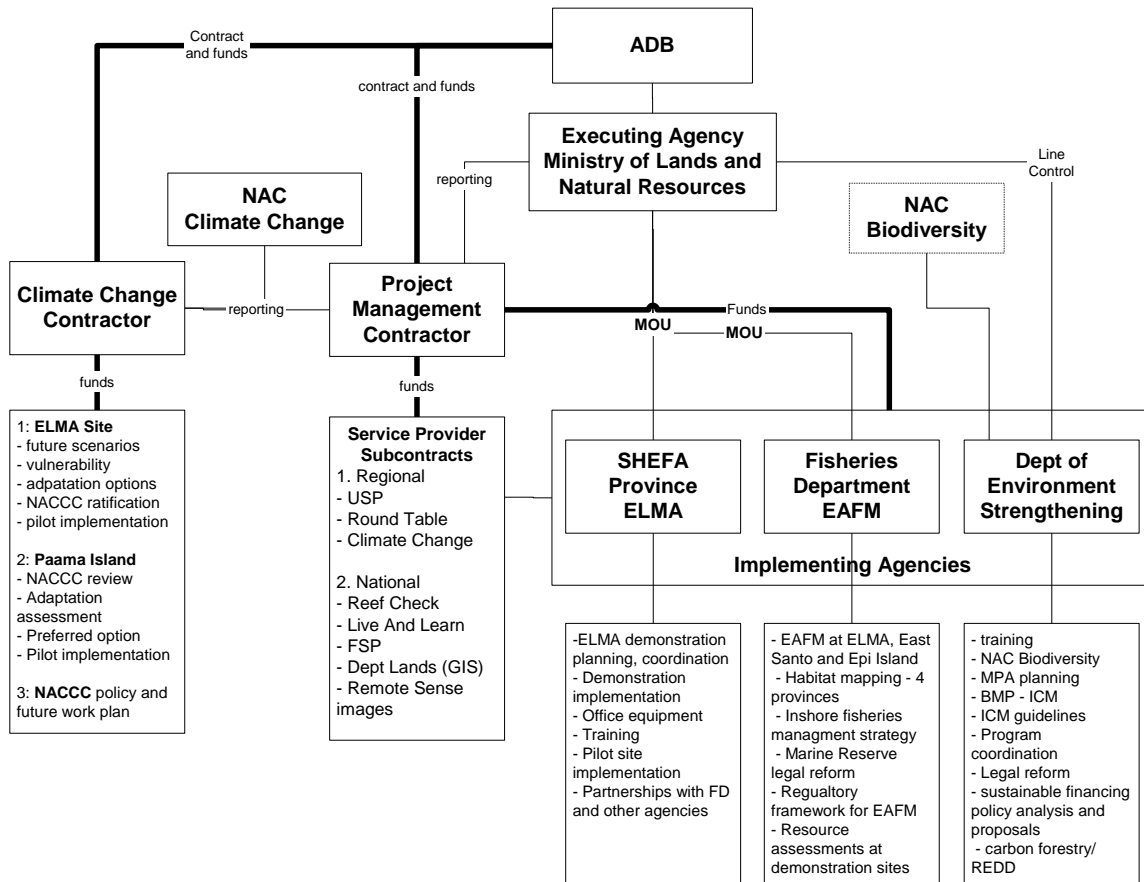 ADB
Contract
and funds
contract and funds
Executing Agency
Ministry of Lands and
Natural Resources
Line
Control
reporting
NAC
Climate Change
NAC
Biodiversity
Climate Change
Contractor
reporting
Project
Management
Contractor
Funds
MOU
MOU
funds
funds
1: ELMA Site
- future scenarios
- vulnerability
- adpatation options
- NACCC ratification
- pilot implementation
2: Paama Island
- NACCC review
- Adaptation
assessment
- Preferred option
- Pilot implementation
3: NACCC policy and
future work plan
Service Provider
Subcontracts
1. Regional
- USP
- Round Table
- Climate Change
2. National
- Reef Check
- Live And Learn
- FSP
- Dept Lands (GIS)
- Remote Sense
images
SHEFA
Province
ELMA
Fisheries
Department
EAFM
Dept of
Environment
Strengthening
Implementing Agencies
-ELMA demonstration
planning, coordination
- Demonstration
implementation
- Office equipment
- Training
- Pilot site
implementation
- Partnerships with FD
and other agencies
- EAFM at ELMA, East
Santo and Epi Island
- Habitat mapping - 4
provinces
- Inshore fisheries
managment strategy
- Marine Reserve
legal reform
- Regualtory
framework for EAFM
- Resource
assessments at
demonstration sites
- training
- NAC Biodiversity
- MPA planning
- BMP - ICM
- ICM guidelines
- Program
coordination
- Legal reform
- sustainable financing
policy analysis and
proposals
- carbon forestry/
REDD